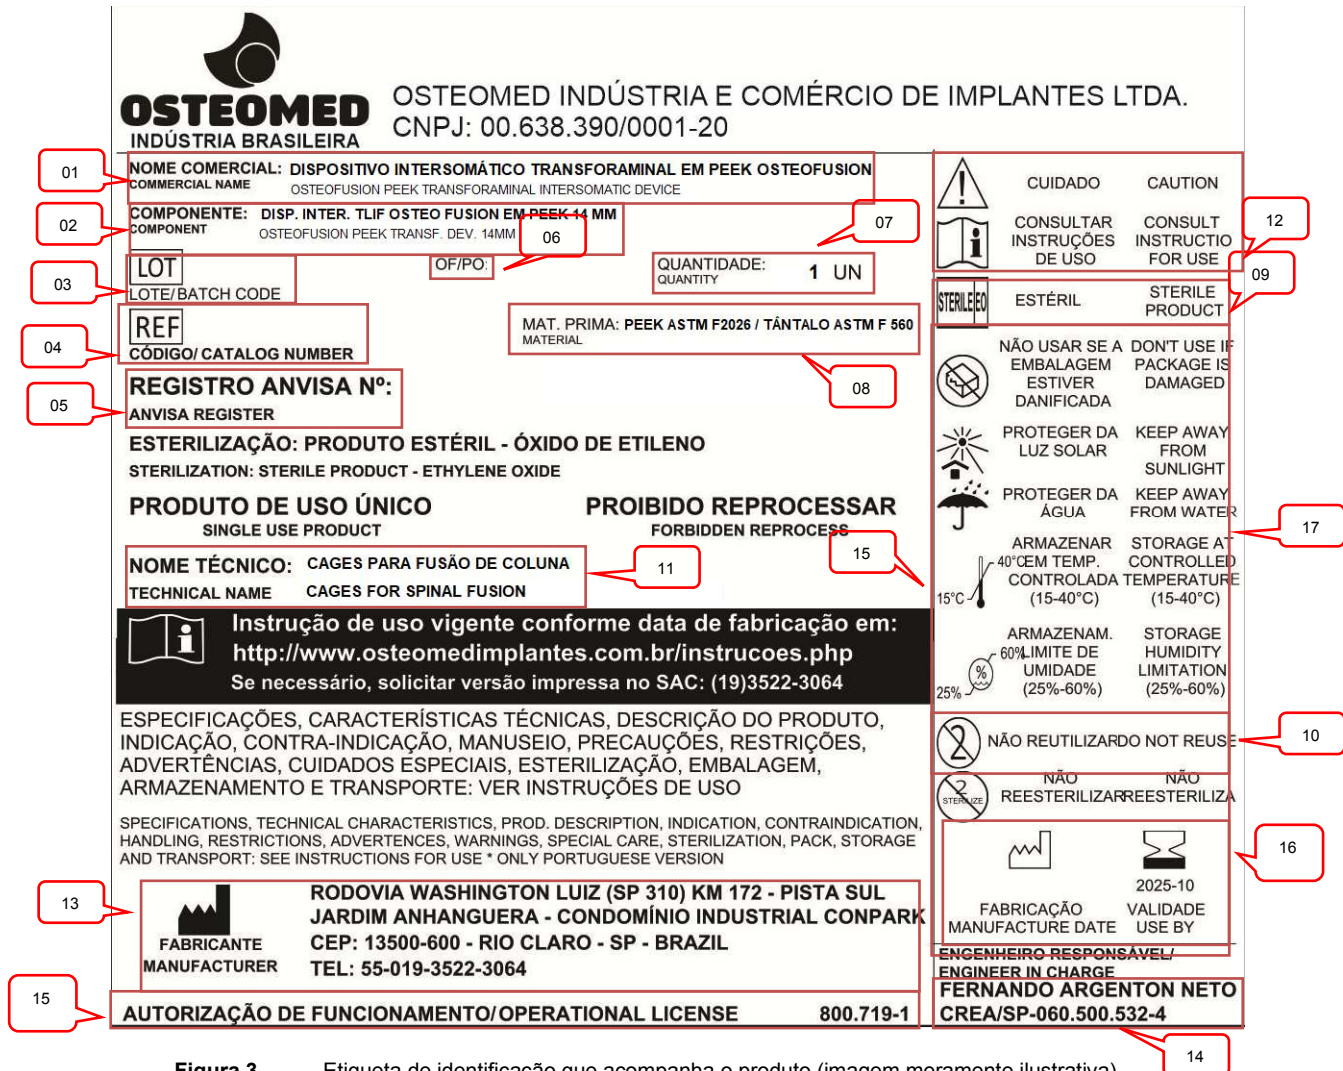 OSTEOMED
INDÚSTRIA BRASILEIRA
OSTEOMED INDÚSTRIA E COMÉRCIO DE IMPLANTES LTDA.
CNPJ: 00.638.390/0001-20
01
NOME COMERCIAL: DISPOSITIVO INTERSOMÁTICO TRANSFORAMINAL EM PEEK OSTEOFUSION
COMMERCIAL NAME OSTEOFUSION PEEK TRANSFORAMINAL INTERSOMATIC DEVICE
02
COMPONENTE: DISP. INTER. TLIF OSTEO FUSION EM PEEK 14 MM
COMPONENT OSTEOFUSION PEEK TRANSF. DEV. 14MM
06
07
03
LOT
LOTE/BATCH CODE
OF/PO:
QUANTIDADE: 1 UN
QUANTITY
04
REF
CÓDIGO/ CATALOG NUMBER
MAT. PRIMA: PEEK ASTM F2026 / TÂNTALO ASTM F 560
MATERIAL
08
05
REGISTRO ANVISA Nº:
ANVISA REGISTER
ESTERILIZAÇÃO: PRODUTO ESTÉRIL - ÓXIDO DE ETILENO
STERILIZATION: STERILE PRODUCT - ETHYLENE OXIDE
PRODUTO DE USO ÚNICO PROIBIDO REPROCESSAR
SINGLE USE PRODUCT FORBIDDEN REPROCESS
15
NOME TÉCNICO: CAGES PARA FUSÃO DE COLUNA
TECHNICAL NAME CAGES FOR SPINAL FUSION
11
Instrução de uso vigente conforme data de fabricação em:
http://www.osteomedimplantes.com.br/instrucoes.php
Se necessário, solicitar versão impressa no SAC: (19)3522-3064
ESPECIFICAÇÕES, CARACTERÍSTICAS TÉCNICAS, DESCRIÇÃO DO PRODUTO,
INDICAÇÃO, CONTRA-INDICAÇÃO, MANUSEIO, PRECAUÇÕES, RESTRIÇÕES,
ADVERTÊNCIAS, CUIDADOS ESPECIAIS, ESTERILIZAÇÃO, EMBALAGEM,
ARMAZENAMENTO E TRANSPORTE: VER INSTRUÇÕES DE USO
SPECIFICATIONS, TECHNICAL CHARACTERISTICS, PROD. DESCRIPTION, INDICATION, CONTRAINDICATION,
HANDLING, RESTRICTIONS, ADVERTENCES, WARNINGS, SPECIAL CARE, STERILIZATION, PACK, STORAGE
AND TRANSPORT: SEE INSTRUCTIONS FOR USE * ONLY PORTUGUESE VERSION
13
FABRICANTE
MANUFACTURER
RODOVIA WASHINGTON LUIZ (SP 310) KM 172 - PISTA SUL
JARDIM ANHANGUERA - CONDOMÍNIO INDUSTRIAL CONPARK
CEP: 13500-600 - RIO CLARO - SP - BRAZIL
TEL: 55-019-3522-3064
15
AUTORIZAÇÃO DE FUNCIONAMENTO/OPERATIONAL LICENSE 800.719-1
CUIDADO CAUTION
12
CONSULTAR CONSULT
INSTRUÇÕES INSTRUCTIO
DE USO FOR USE
09
STERILE EO
ESTÉRIL STERILE
PRODUCT
NÃO USAR SE A DON'T USE IF
EMBALAGEM PACKAGE IS
ESTIVER DAMAGED
DANIFICADA
PROTEGER DA KEEP AWAY
LUZ SOLAR FROM
SUNLIGHT
PROTEGER DA KEEP AWAY
ÁGUA FROM WATER
17
ARMAZENAR STORAGE AT
40°C EM TEMP. CONTROLLED
CONTROLADA TEMPERATURE
15°C (15-40°C) (15-40°C)
ARMAZENAM. STORAGE
60% LIMITE DE HUMIDITY
% UMIDADE LIMITATION
25% (25%-60%) (25%-60%)
2 NÃO REUTILIZAR DO NOT REUSE
10
2 STERILIZE
NÃO NÃO
REESTERILIZAR REESTERILIZA
16
2025-10
FABRICAÇÃO VALIDADE
MANUFACTURE DATE USE BY
ENGENHEIRO RESPONSÁVEL/
ENGINEER IN CHARGE
FERNANDO ARGENTON NETO
CREA/SP-060.500.532-4
14
Figura 3 Etiqueta de identificação que acompanha o produto (imagem meramente ilustrativa)